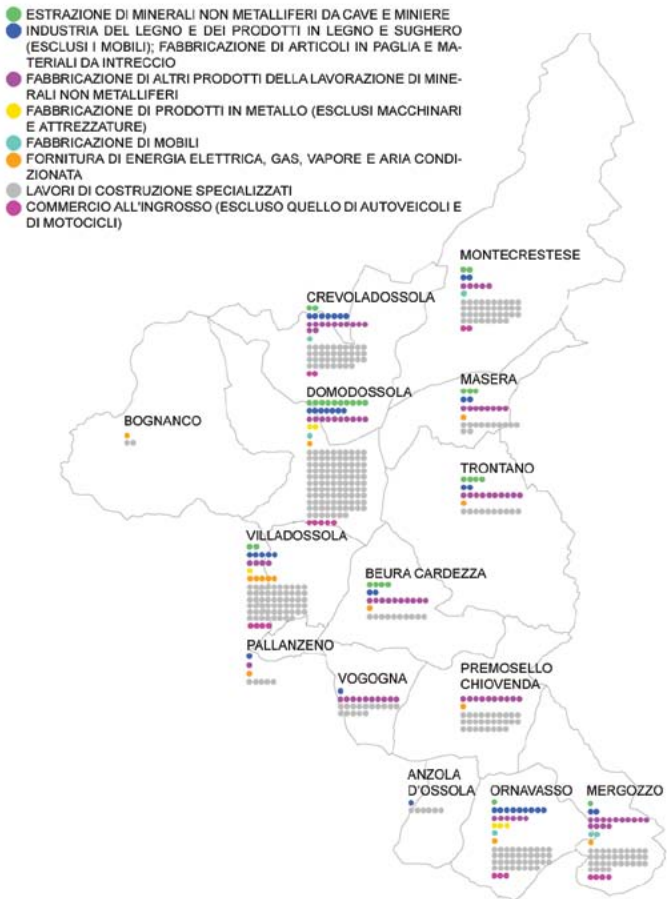 ESTRAZIONE DI MINERALI NON METALLIFERI DA CAVE E MINIERE
INDUSTRIA DEL LEGNO E DEI PRODOTTI IN LEGNO E SUGHERO
(ESCLUSI I MOBILI); FABBRICAZIONE DI ARTICOLI IN PAGLIA E MA-
TERIALI DA INTRECCIO
FABBRICAZIONE DI ALTRI PRODOTTI DELLA LAVORAZIONE DI MINE-
RALI NON METALLIFERI
FABBRICAZIONE DI PRODOTTI IN METALLO (ESCLUSI MACCHINARI
E ATTREZZATURE)
FABBRICAZIONE DI MOBILI
FORNITURA DI ENERGIA ELETTRICA, GAS, VAPORE E ARIA CONDI-
ZIONATA
LAVORI DI COSTRUZIONE SPECIALIZZATI
COMMERCIO ALL'INGROSSO (ESCLUSO QUELLO DI AUTOVEICOLI E
DI MOTOCICLI)
MONTECRESTESE
CREVOLADOSSOLA
MASERA
DOMODOSSOLA
BOGNANCO
TRONTANO
VILLADOSSOLA
BEURA CARDEZZA
PALLANZENO
VOGOGNA
PREMOSELLO
CHIOVENDA
ANZOLA
D'OSSOLA
ORNAVASSO
MERGOZZO